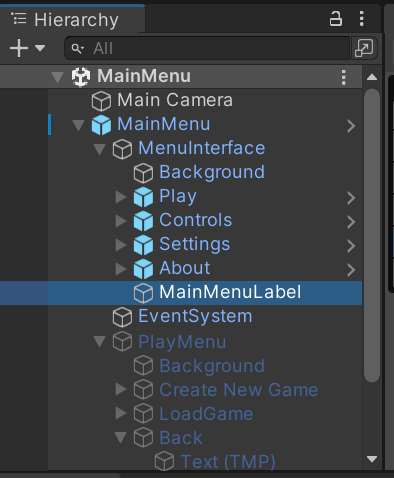 Hierarchy
All
MainMenu
Main Camera
MainMenu
MenuInterface
Background
Play
Controls
Settings
About
MainMenuLabel
EventSystem
PlayMenu
Background
Create New Game
LoadGame
Back
Text (TMP)